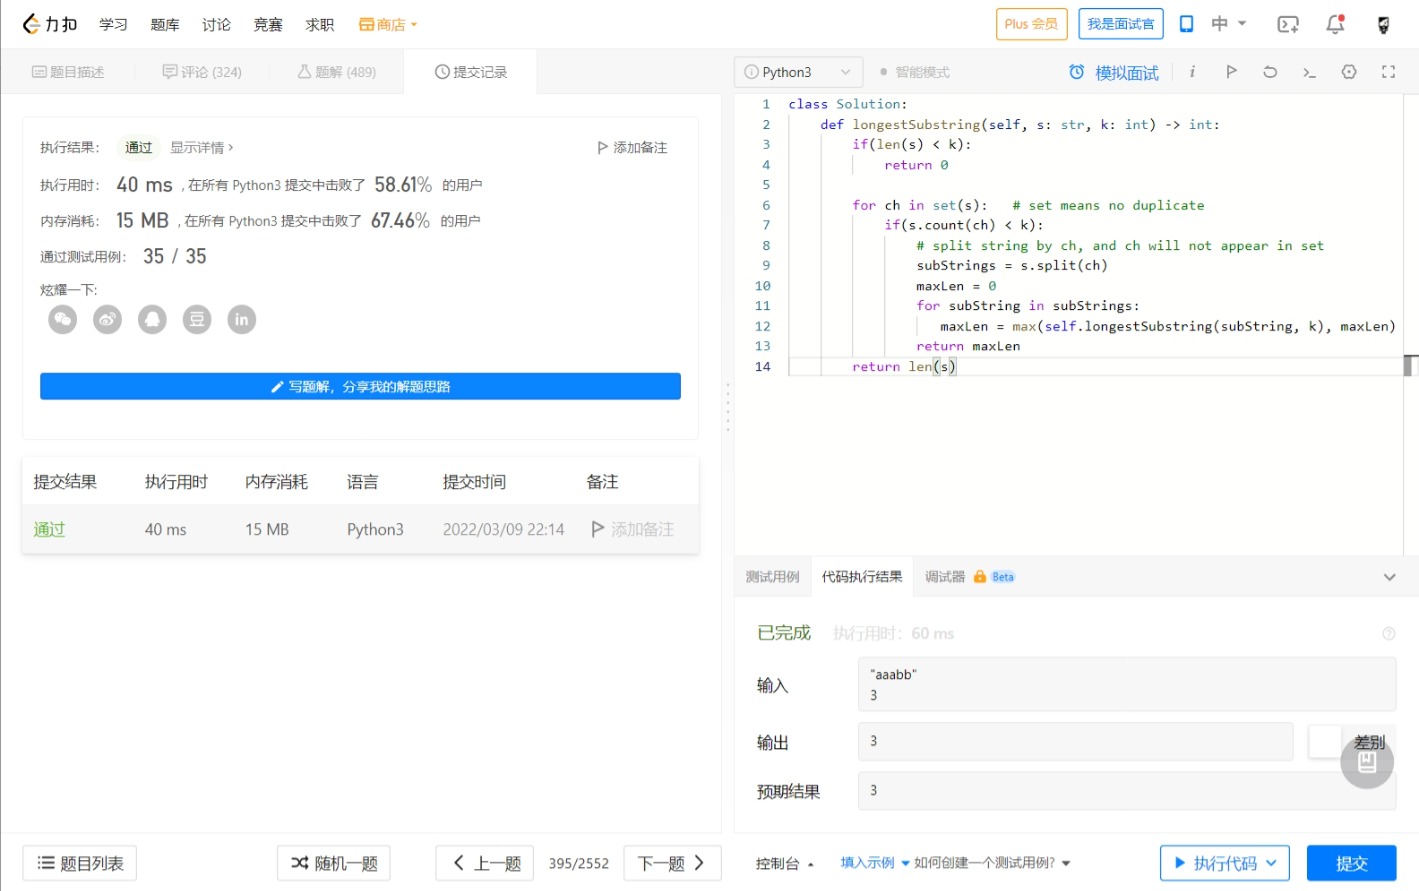 力扣 学习 题库 讨论 竞赛 求职 商店 Plus 会员 我是面试官 中
题目描述 评论 (324) 题解 (489) 提交记录
执行结果： 通过 显示详情 › 添加备注
执行用时： 40 ms , 在所有 Python3 提交中击败了 58.61% 的用户
内存消耗： 15 MB , 在所有 Python3 提交中击败了 67.46% 的用户
通过测试用例： 35 / 35
炫耀一下:
豆 in
写题解，分享我的解题思路
提交结果 执行用时 内存消耗 语言 提交时间 备注
通过 40 ms 15 MB Python3 2022/03/09 22:14 添加备注
题目列表 随机一题 上一题 395/2552 下一题
Python3 智能模式 模拟面试 i
1 class Solution:
2 def longestSubstring(self, s: str, k: int) -> int:
3 if(len(s) < k):
4 return 0
5
6 for ch in set(s): # set means no duplicate
7 if(s.count(ch) < k):
8 # split string by ch, and ch will not appear in set
9 subStrings = s.split(ch)
10 maxLen = 0
11 for subString in subStrings:
12 maxLen = max(self.longestSubstring(subString, k), maxLen)
13 return maxLen
14 return len(s)
测试用例 代码执行结果 调试器 Beta
已完成 执行用时： 60 ms
输入 "aaabb"
3
输出 3 差别
预期结果 3
控制台 填入示例 如何创建一个测试用例? 执行代码 提交